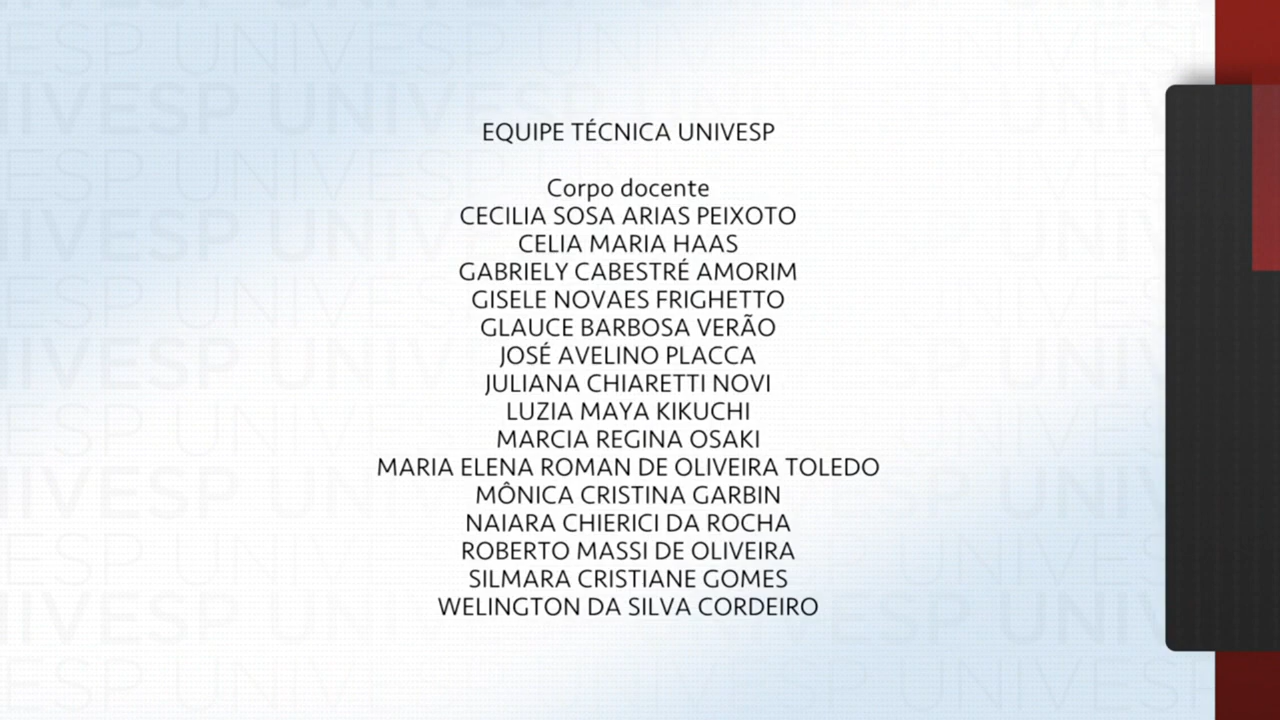 EQUIPE TÉCNICA UNIVESP
Corpo docente
CECILIA SOSA ARIAS PEIXOTO
CELIA MARIA HAAS
GABRIELY CABESTRÉ AMORIM
GISELE NOVAES FRIGHETTO
GLAUCE BARBOSA VERÃO
JOSÉ AVELINO PLACCA
JULIANA CHIARETTI NOVI
LUZIA MAYA KIKUCHI
MARCIA REGINA OSAKI
MARIA ELENA ROMAN DE OLIVEIRA TOLEDO
MÔNICA CRISTINA GARBIN
NAIARA CHIERICI DA ROCHA
ROBERTO MASSI DE OLIVEIRA
SILMARA CRISTIANE GOMES
WELINGTON DA SILVA CORDEIRO